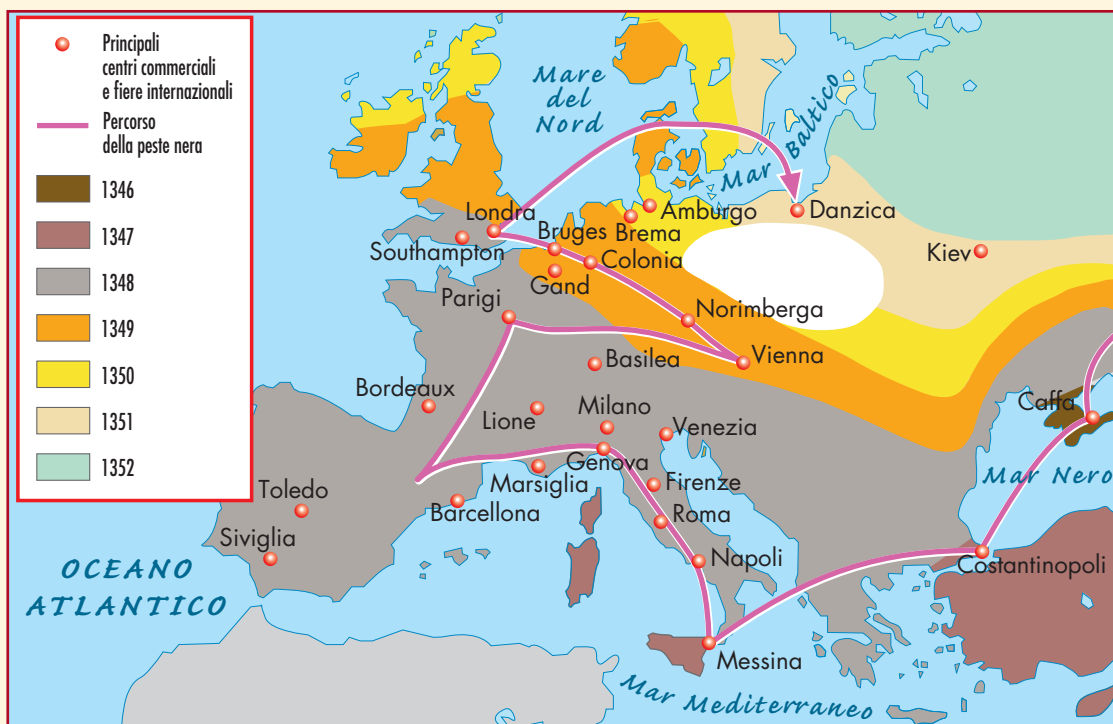 Principali
centri commerciali
e fiere internazionali
Percorso
della peste nera
1346
1347
1348
1349
1350
1351
1352
Mare
del
Nord
Mar Baltico
Londra
Southampton
Bruges
Brema
Amburgo
Danzica
Gand
Colonia
Kiev
Parigi
Norimberga
Basilea
Vienna
Bordeaux
Lione
Milano
Venezia
Caffa
Genova
Marsiglia
Firenze
Mar Nero
Toledo
Barcellona
Roma
Siviglia
Napoli
Costantinopoli
OCEANO
ATLANTICO
Messina
Mar Mediterraneo